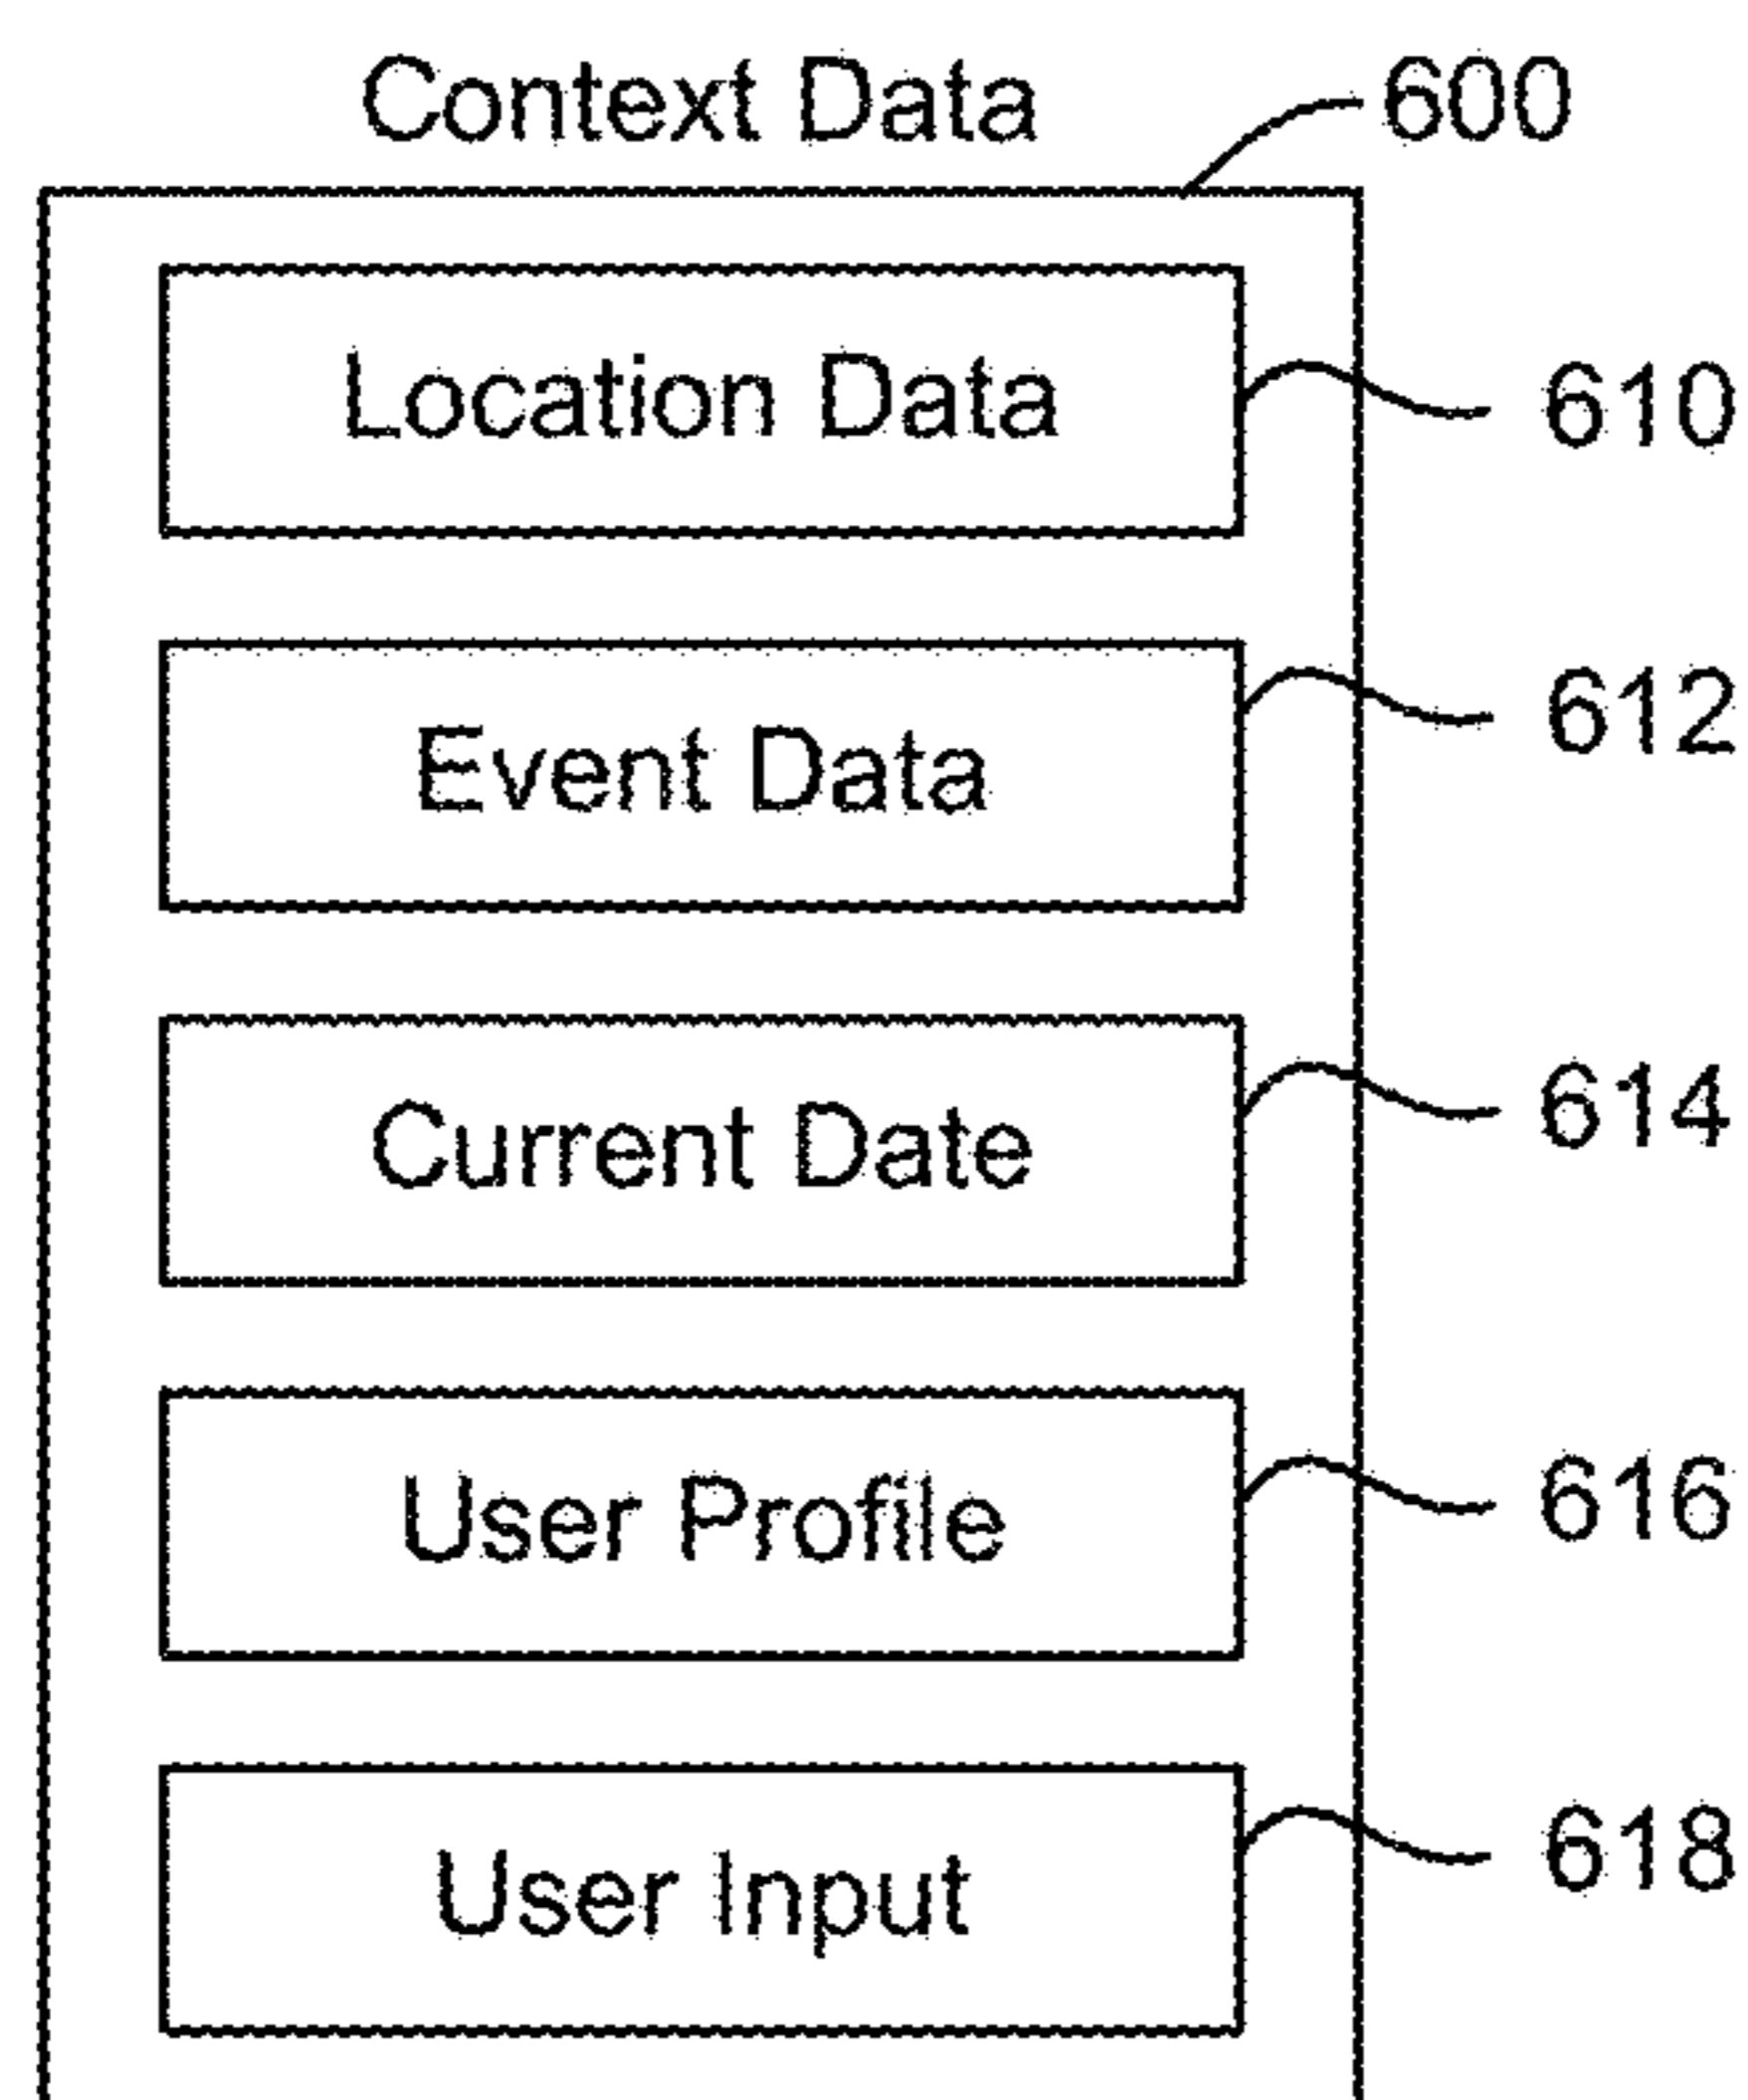 Context Data 600
Location Data 610
Event Data 612
Current Date 614
User Profile 616
User Input 618